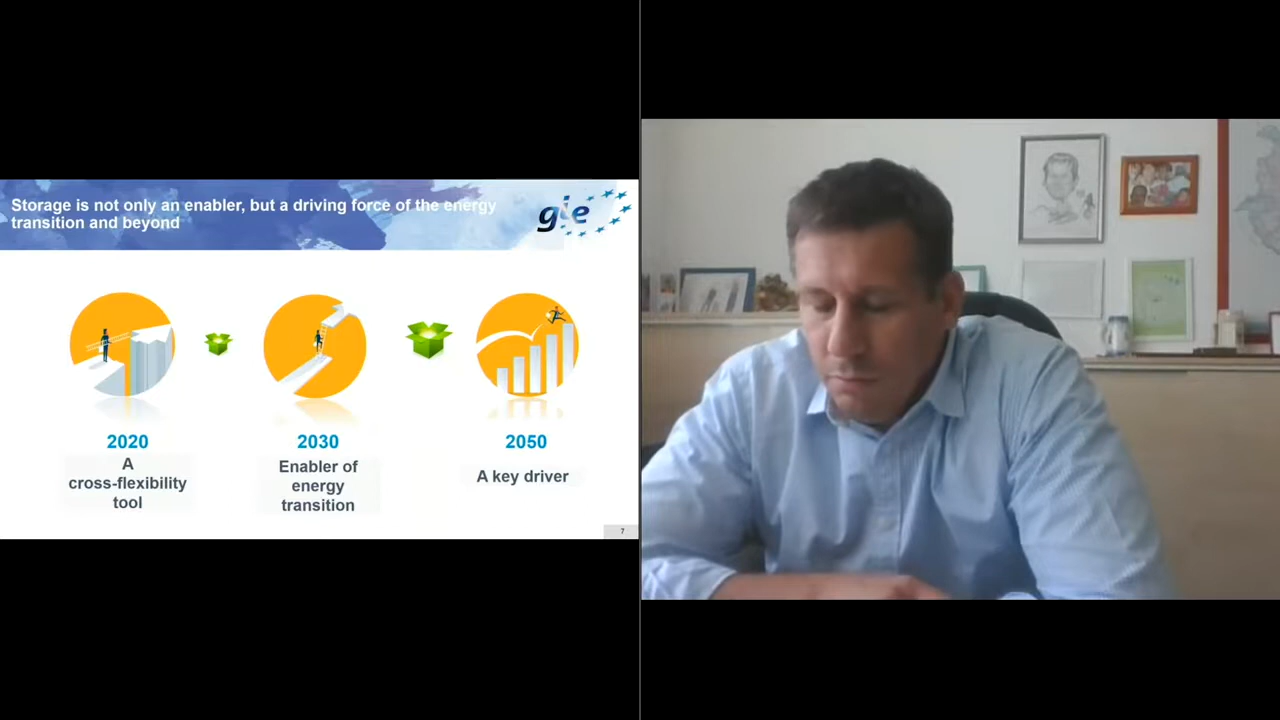 Storage is not only an enabler, but a driving force of the energy
transition and beyond
gie
2020
A
cross-flexibility
tool
2030
Enabler of
energy
transition
2050
A key driver
7